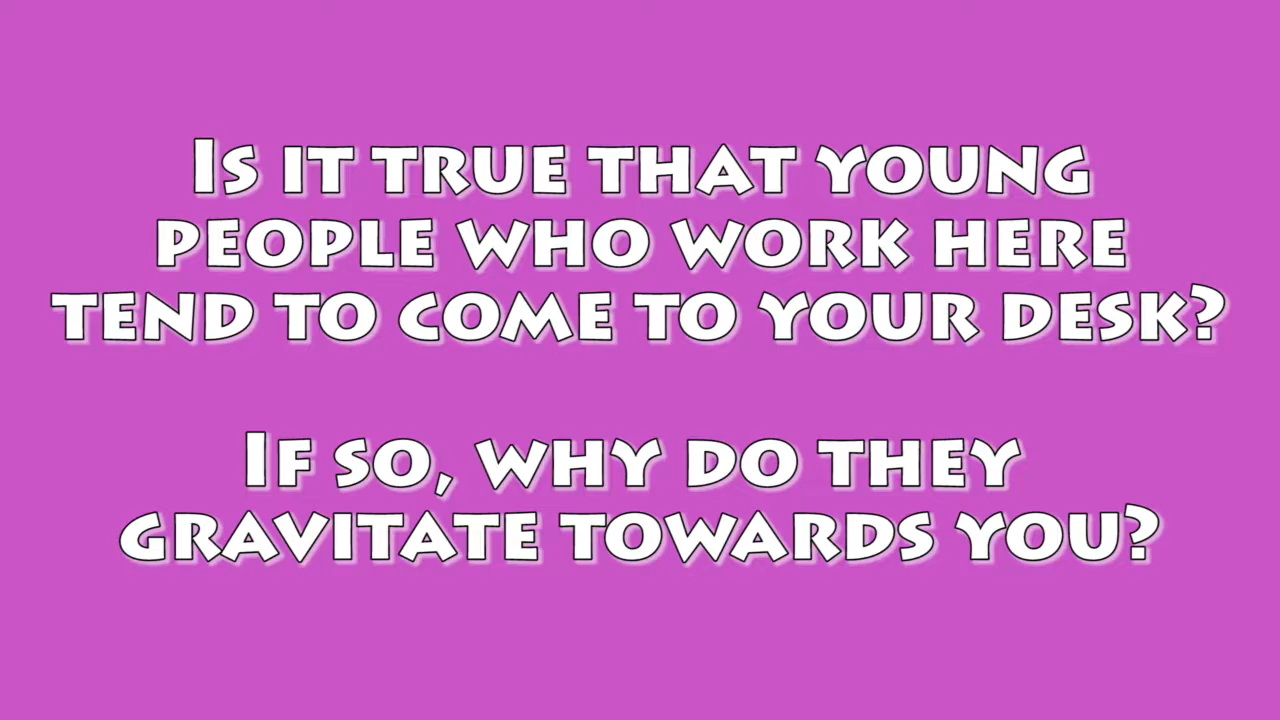 Is it true that young
people who work here
tend to come to your desk?
If so, why do they
gravitate towards you?